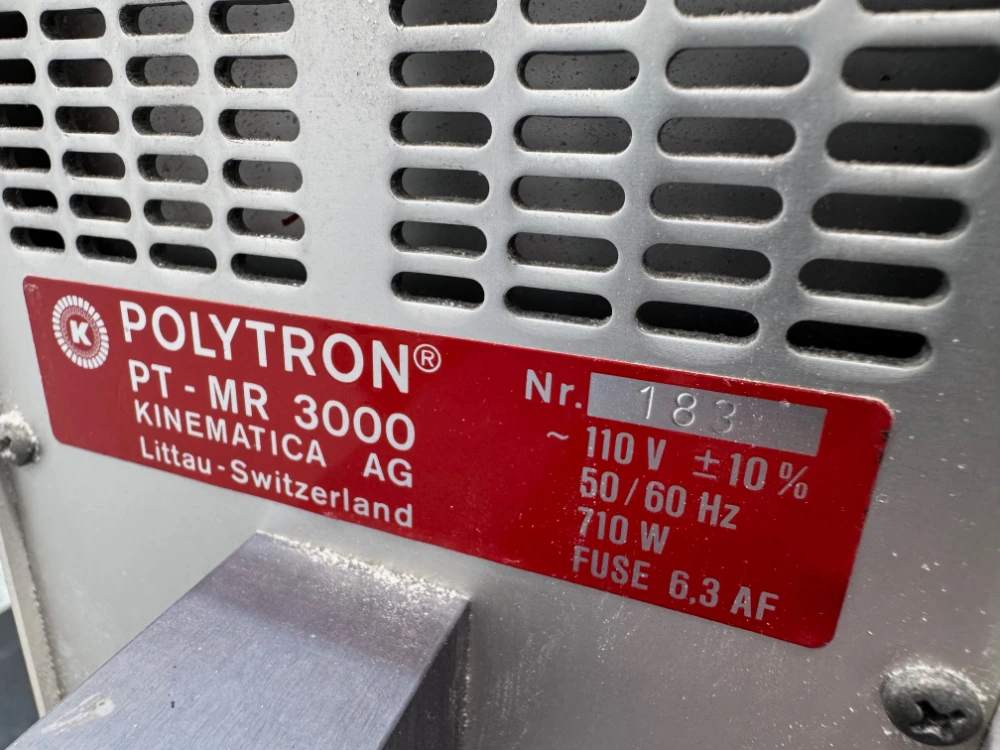 K
POLYTRON®
PT - MR 3000
KINEMATICA AG
Littau - Switzerland
Nr. 183
~ 110 V ±10 %
50 / 60 Hz
710 W
FUSE 6,3 AF